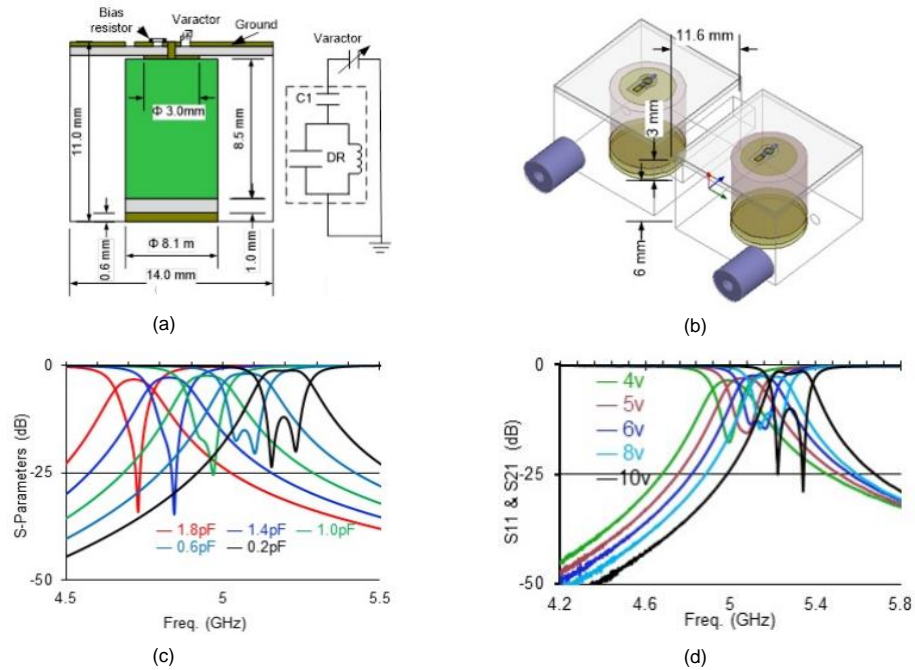 Bias resistor
Varactor
Ground
Varactor
11.0 mm
Φ 3.0mm
8.5 mm
C1
DR
0.6 mm
Φ 8.1 m
1.0 mm
14.0 mm
(a)
11.6 mm
3 mm
6 mm
(b)
0
-25
-50
S-Parameters (dB)
1.8pF 1.4pF 1.0pF
0.6pF 0.2pF
4.5 5 5.5
Freq. (GHz)
(c)
0
-25
-50
S11 & S21 (dB)
4v
5v
6v
8v
10v
4.2 4.6 5 5.4 5.8
Freq. (GHz)
(d)